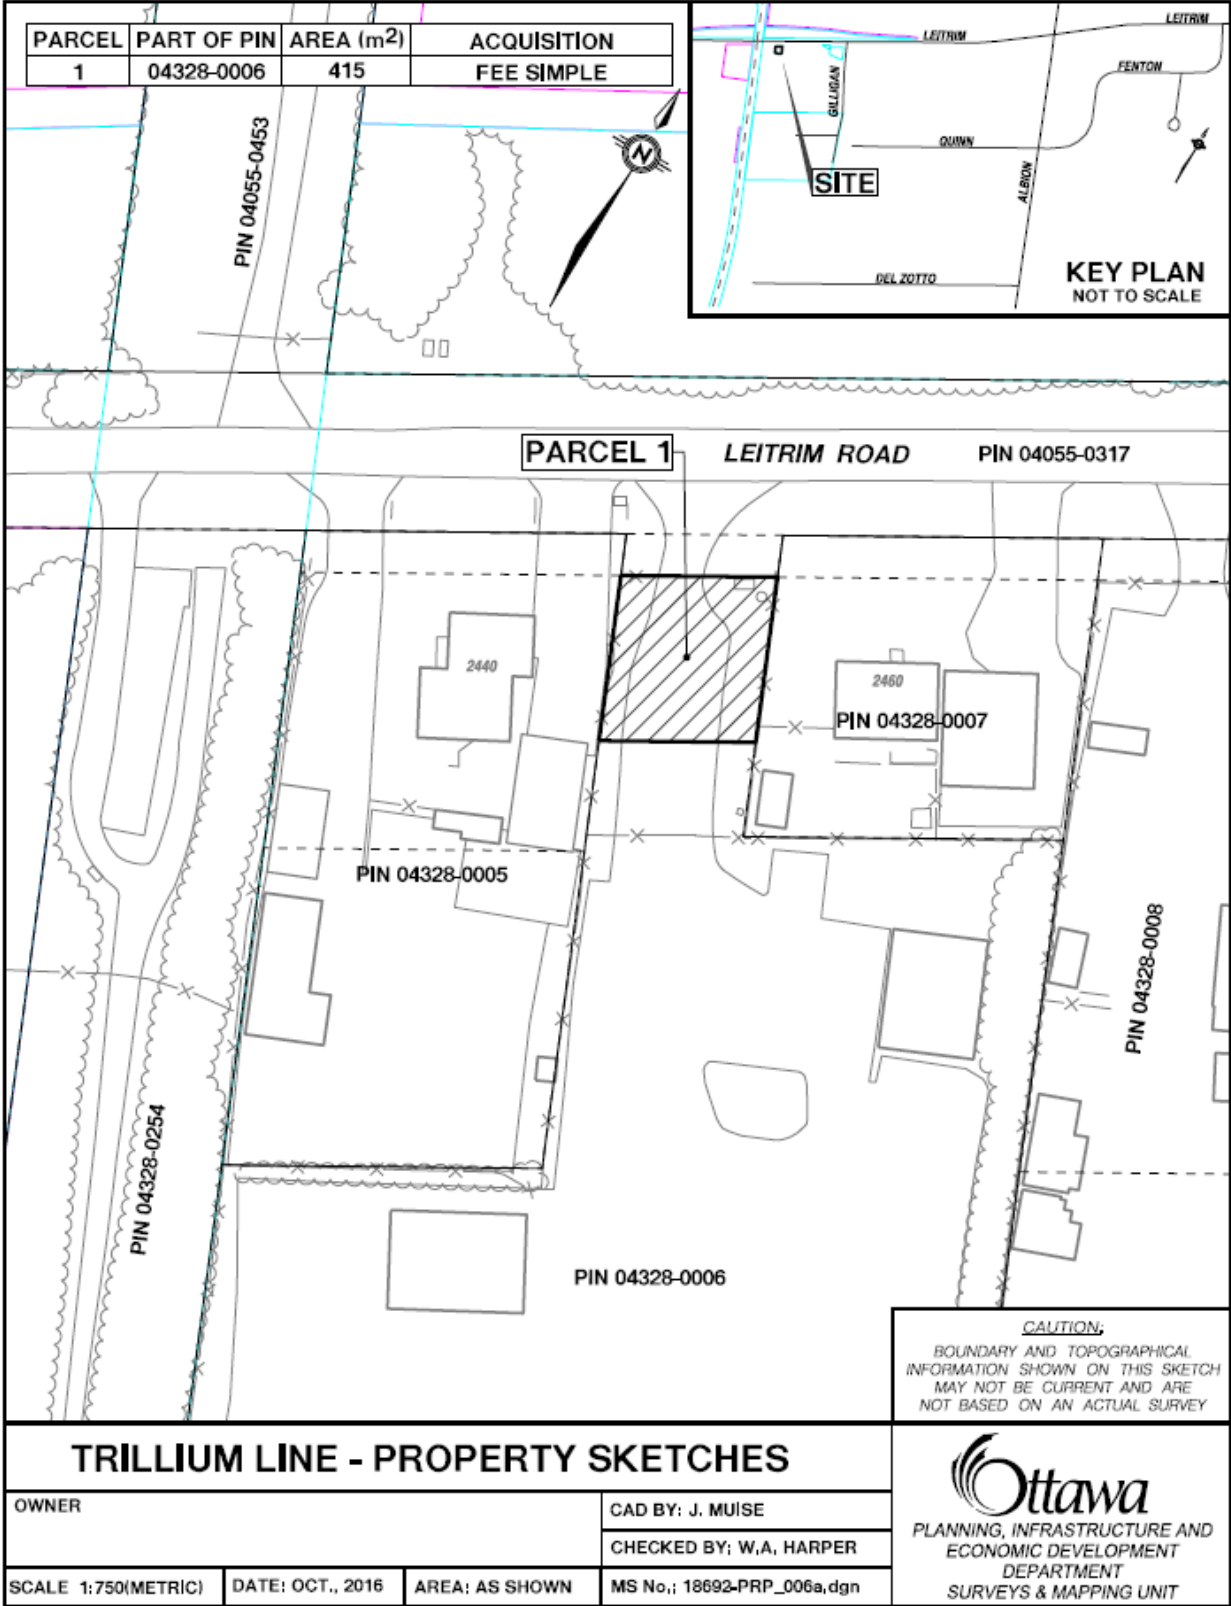 PARCEL PART OF PIN AREA (m²) ACQUISITION
1 04328-0006 415 FEE SIMPLE
PIN 04055-0453
N
LEITRIM
LEITRIM
FENTON
GILLIGAN
QUINN
SITE
ALBION
DEL ZOTTO
KEY PLAN
NOT TO SCALE
PARCEL 1
LEITRIM ROAD
PIN 04055-0317
2440
2460
PIN 04328-0007
PIN 04328-0005
PIN 04328-0008
PIN 04328-0254
PIN 04328-0006
CAUTION:
BOUNDARY AND TOPOGRAPHICAL
INFORMATION SHOWN ON THIS SKETCH
MAY NOT BE CURRENT AND ARE
NOT BASED ON AN ACTUAL SURVEY
TRILLIUM LINE - PROPERTY SKETCHES
OWNER
CAD BY: J. MUISE
CHECKED BY: W.A. HARPER
SCALE 1:750(METRIC)
DATE: OCT., 2016
AREA: AS SHOWN
MS No.: 18692-PRP_006a.dgn
Ottawa
PLANNING, INFRASTRUCTURE AND
ECONOMIC DEVELOPMENT
DEPARTMENT
SURVEYS & MAPPING UNIT